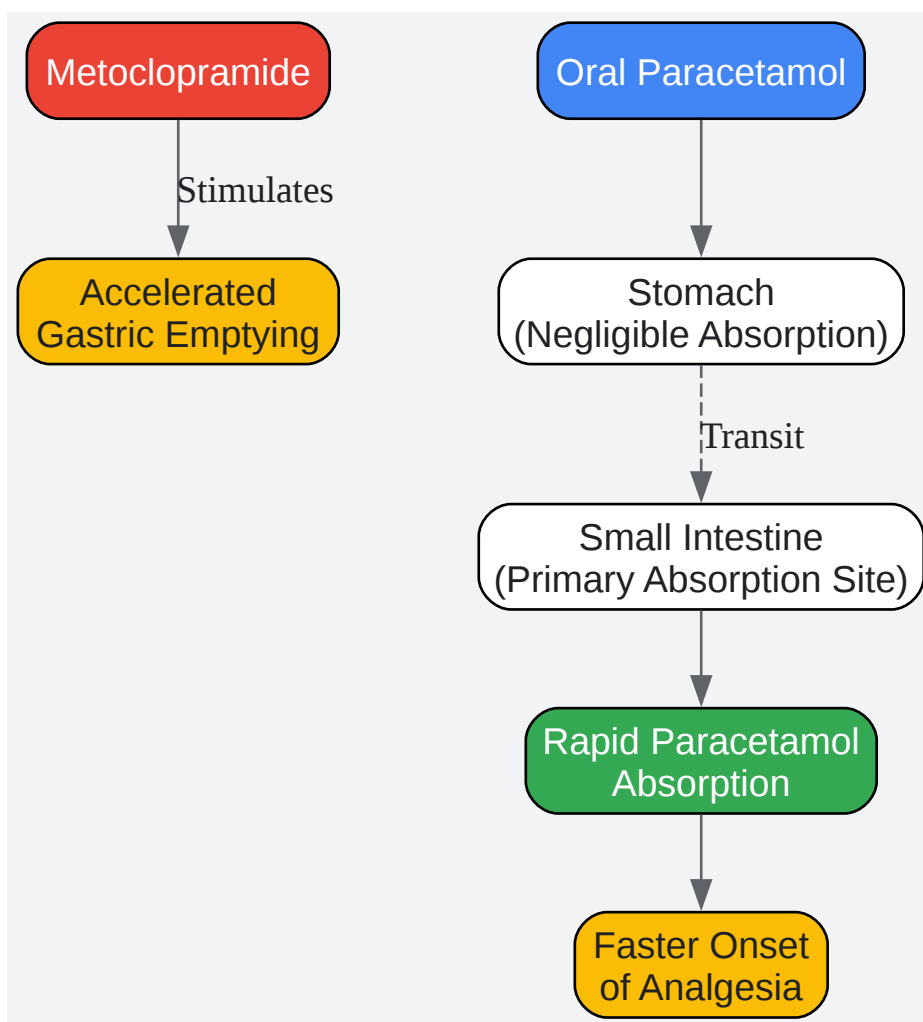 Metoclopramide
Oral Paracetamol
Stimulates
Accelerated
Gastric Emptying
Stomach
(Negligible Absorption)
Transit
Small Intestine
(Primary Absorption Site)
Rapid Paracetamol
Absorption
Faster Onset
of Analgesia